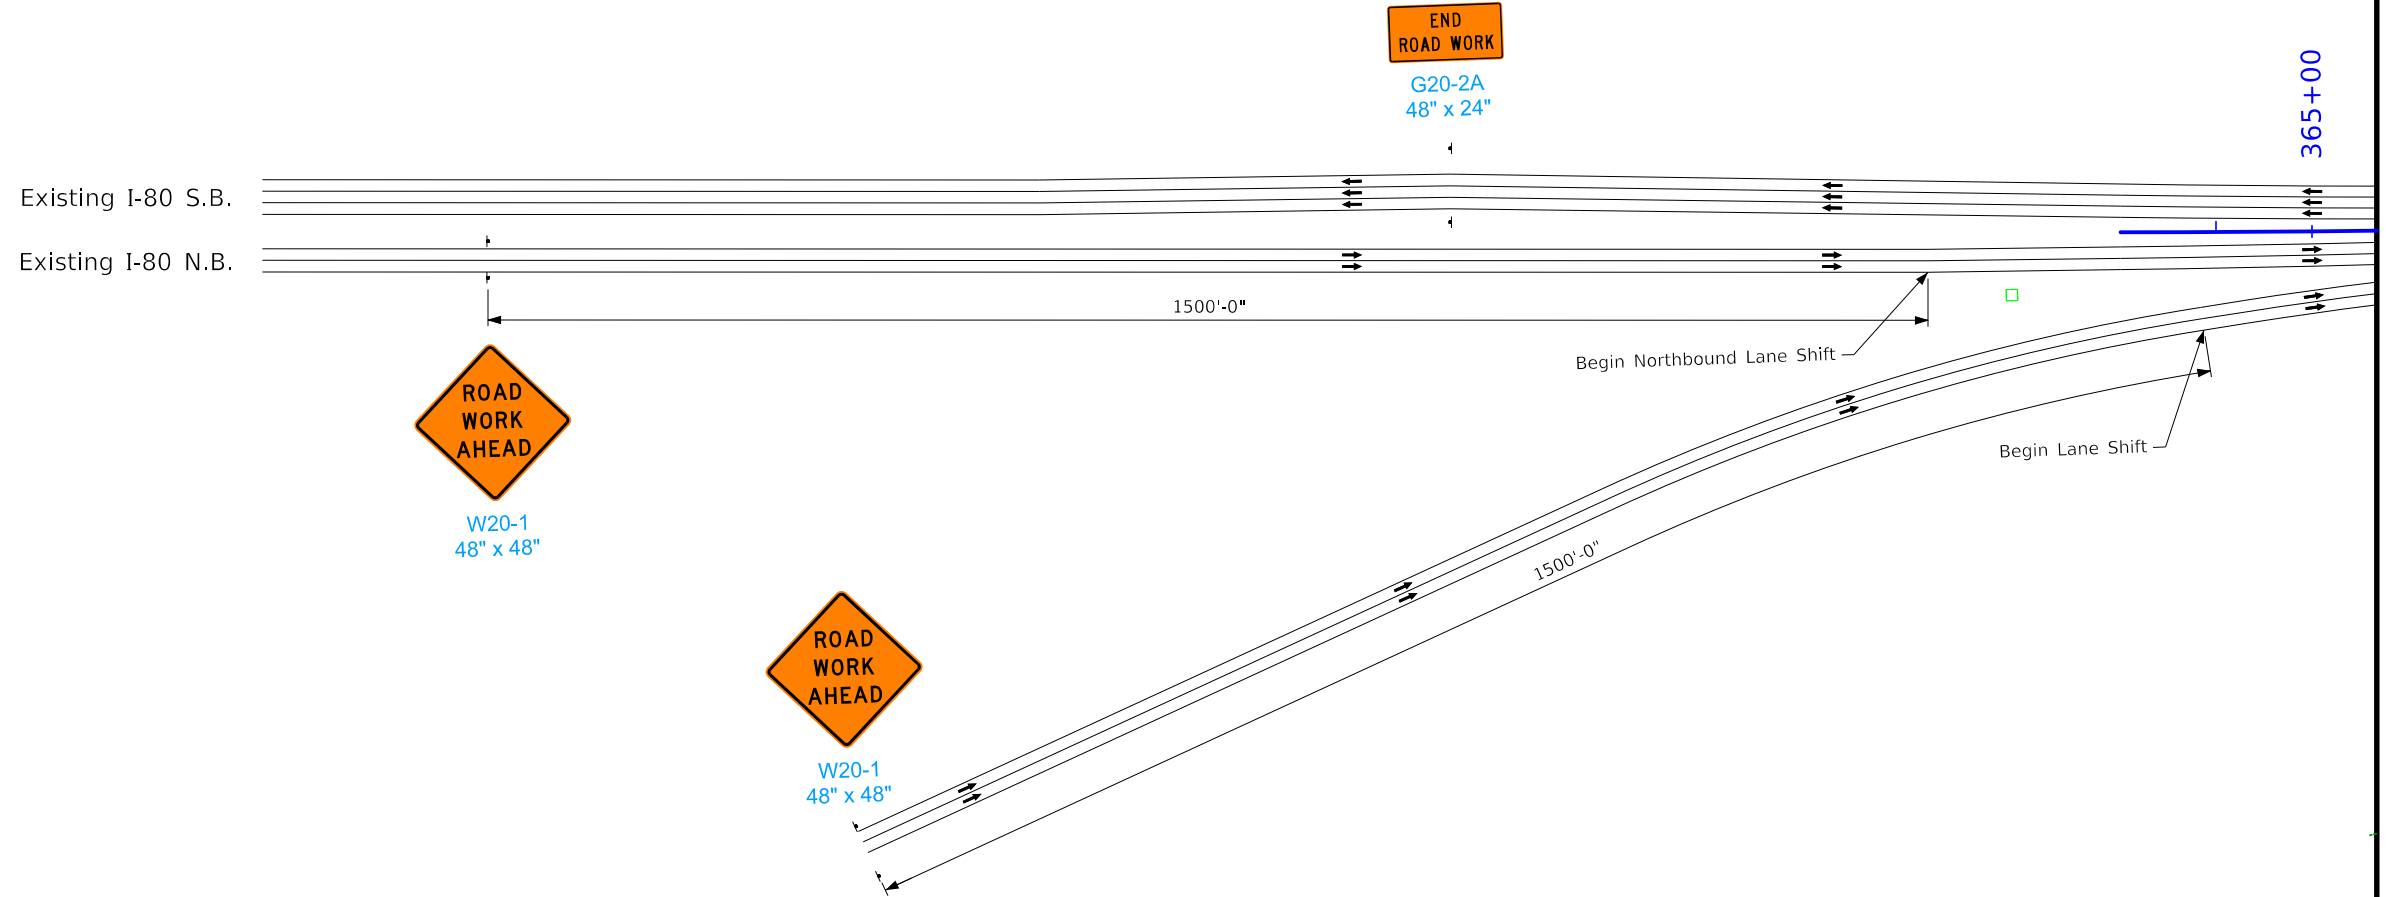 END
ROAD WORK
G20-2A
48" x 24"
365+00
Existing I-80 S.B.
Existing I-80 N.B.
1500'-0"
Begin Northbound Lane Shift
ROAD
WORK
AHEAD
W20-1
48" x 48"
Begin Lane Shift
1500'-0"
ROAD
WORK
AHEAD
W20-1
48" x 48"